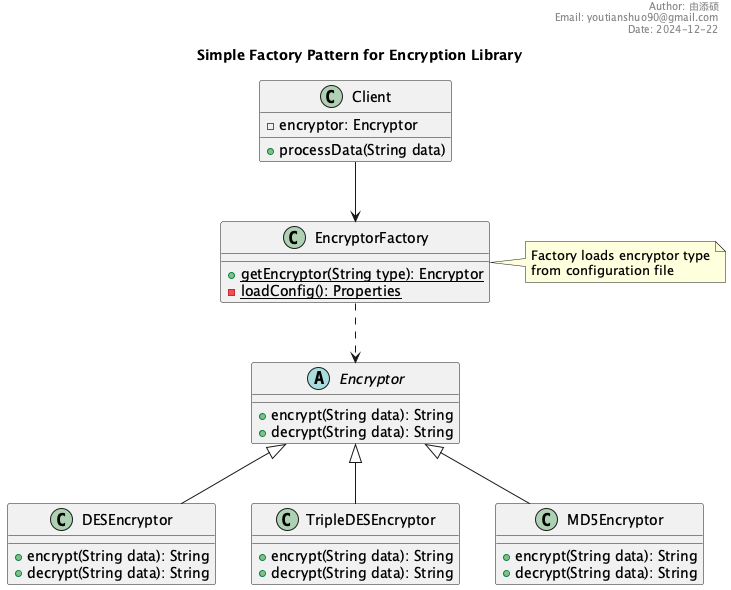 Author: 由添硕
Email: youtianshuo90@gmail.com
Date: 2024-12-22
Simple Factory Pattern for Encryption Library
C Client
encryptor: Encryptor
processData(String data)
C EncryptorFactory
getEncryptor(String type): Encryptor
loadConfig(): Properties
Factory loads encryptor type
from configuration file
A Encryptor
encrypt(String data): String
decrypt(String data): String
C DESEncryptor
encrypt(String data): String
decrypt(String data): String
C TripleDESEncryptor
encrypt(String data): String
decrypt(String data): String
C MD5Encryptor
encrypt(String data): String
decrypt(String data): String